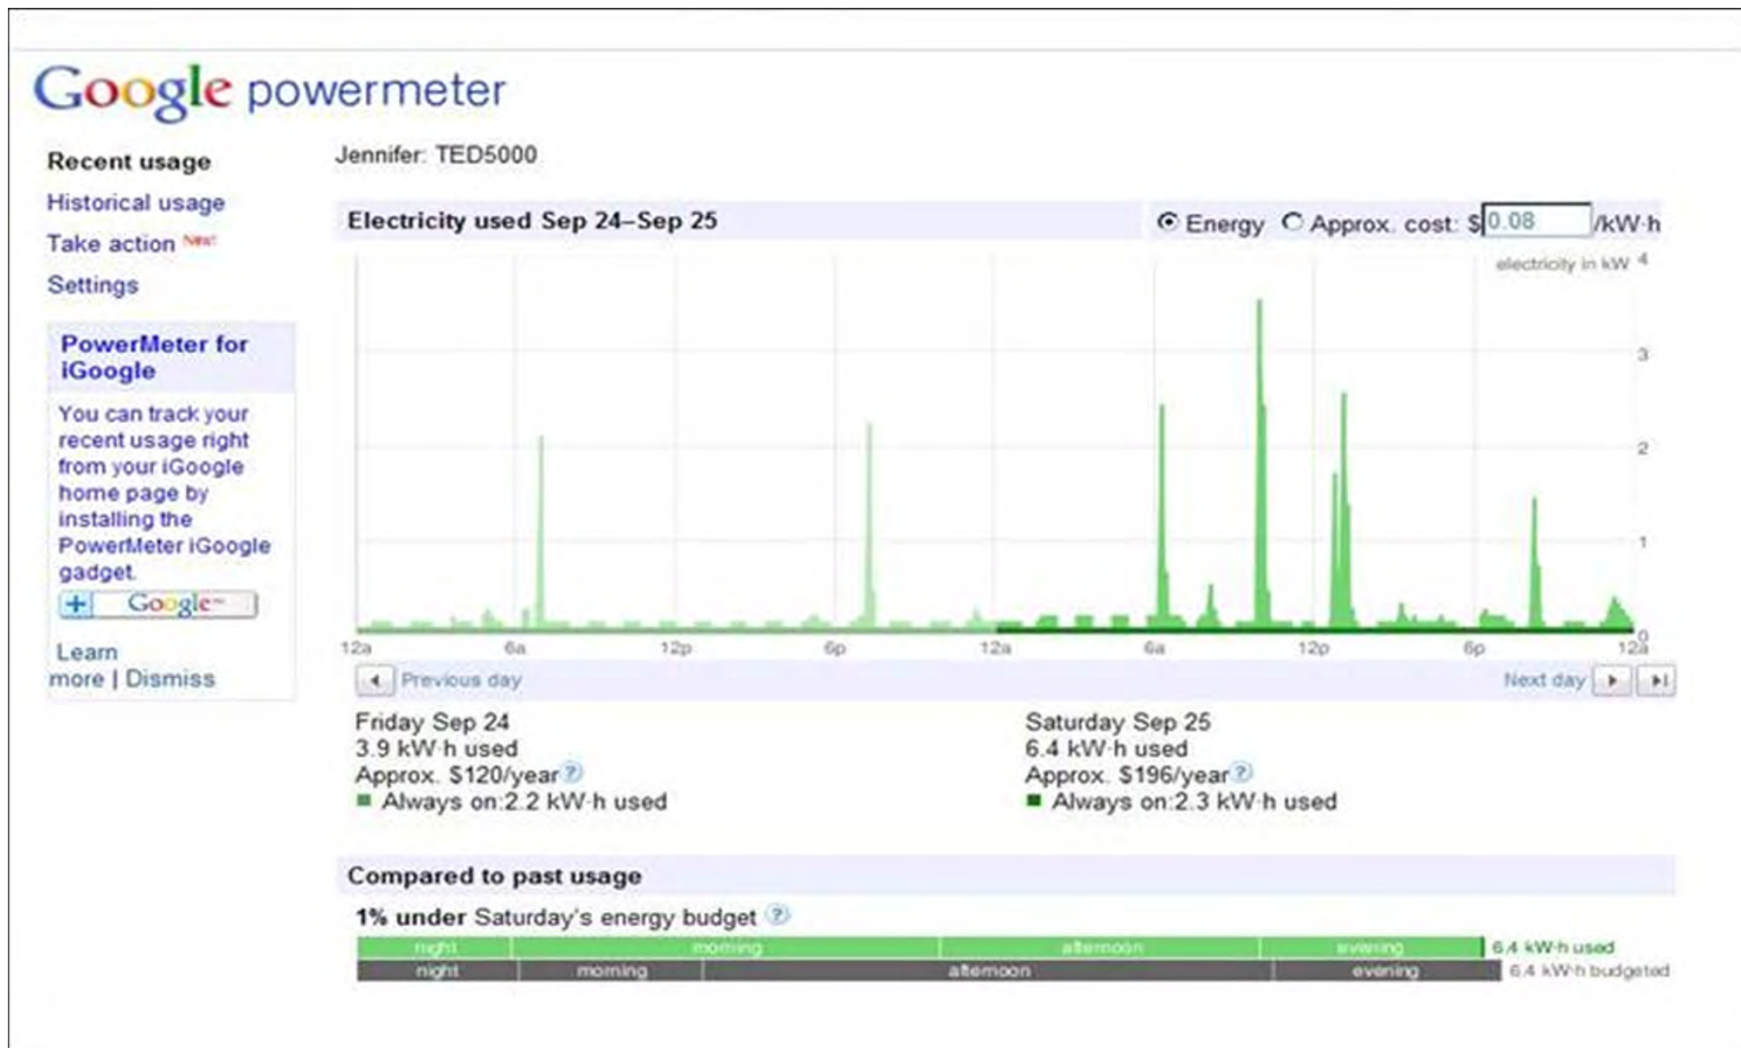 Google powermeter
Recent usage
Historical usage
Take action New!
Settings
PowerMeter for
iGoogle
You can track your
recent usage right
from your iGoogle
home page by
installing the
PowerMeter iGoogle
gadget.
+ Google™
Learn
more | Dismiss
Jennifer: TED5000
Electricity used Sep 24–Sep 25
Energy Approx. cost: $ 0.08 /kW·h
electricity in kW 4
3
2
1
0
12a 6a 12p 6p 12a 6a 12p 6p 12a
Previous day Next day
Friday Sep 24
3.9 kW·h used
Approx. $120/year ?
Always on:2.2 kW·h used
Saturday Sep 25
6.4 kW·h used
Approx. $196/year ?
Always on:2.3 kW·h used
Compared to past usage
1% under Saturday's energy budget ?
night morning afternoon evening 6.4 kW·h used
night morning afternoon evening 6.4 kW·h budgeted